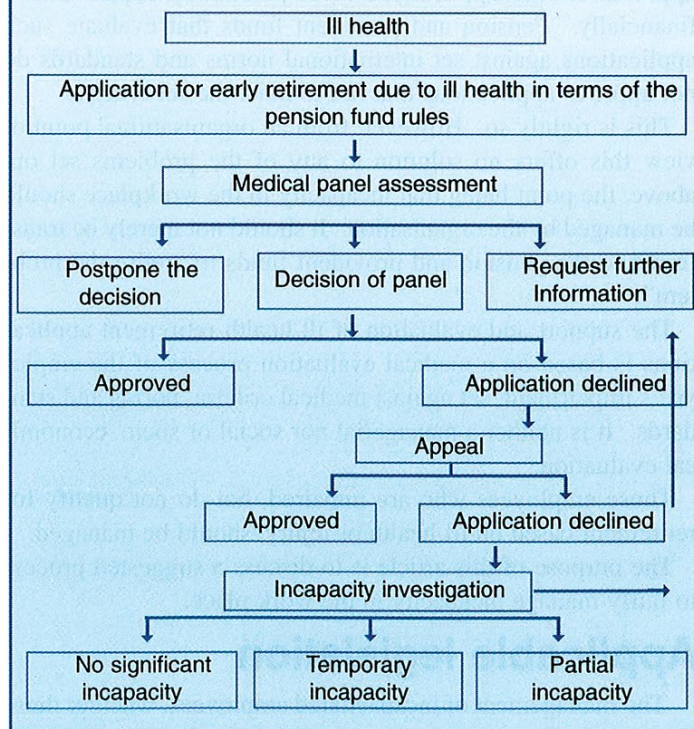 Ill health
Application for early retirement due to ill health in terms of the
pension fund rules
Medical panel assessment
Postpone the
decision
Decision of panel
Request further
Information
Approved
Application declined
Appeal
Approved
Application declined
Incapacity investigation
No significant
incapacity
Temporary
incapacity
Partial
incapacity